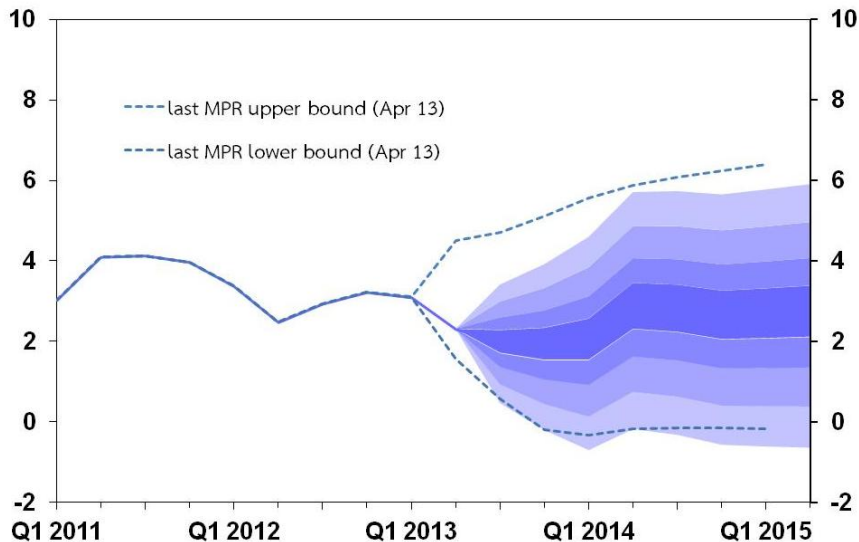 10 10
8 8
last MPR upper bound (Apr 13)
last MPR lower bound (Apr 13)
6 6
4 4
2 2
0 0
-2 -2
Q1 2011 Q1 2012 Q1 2013 Q1 2014 Q1 2015